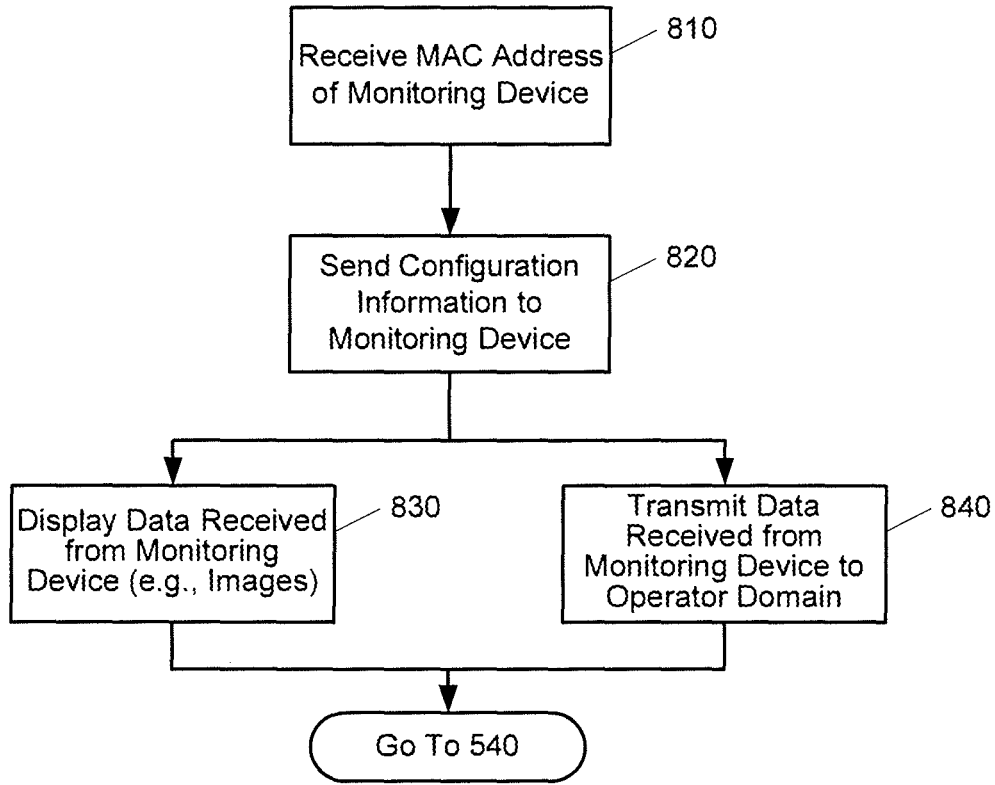 810
Receive MAC Address
of Monitoring Device
820
Send Configuration
Information to
Monitoring Device
830
Display Data Received
from Monitoring
Device (e.g., Images)
840
Transmit Data
Received from
Monitoring Device to
Operator Domain
Go To 540